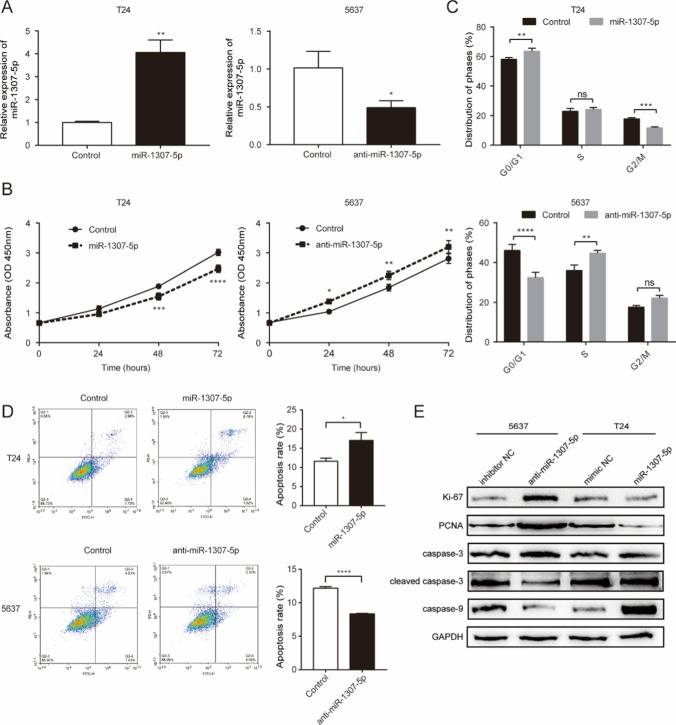 A
T24
Relative expression of
miR-1307-5p
5
4
3
2
1
0
**
Control
miR-1307-5p
5637
Relative expression of
miR-1307-5p
1.5
1.0
0.5
0.0
*
Control
anti-miR-1307-5p
B
T24
Absorbance (OD 450nm)
4
3
2
1
0
Control
miR-1307-5p
***
****
0
24
48
72
Time (hours)
5637
Absorbance (OD 450nm)
4
3
2
1
0
Control
anti-miR-1307-5p
*
**
**
0
24
48
72
Time (hours)
C
T24
Control
miR-1307-5p
Distribution of phases (%)
80
60
40
20
0
**
ns
***
G0/G1
S
G2/M
5637
Control
anti-miR-1307-5p
Distribution of phases (%)
60
40
20
0
****
**
ns
G0/G1
S
G2/M
D
Control
miR-1307-5p
T24
FITC-H
FITC-H
Apoptosis rate (%)
25
20
15
10
5
0
*
Control
miR-1307-5p
Control
anti-miR-1307-5p
5637
FITC-H
FITC-H
Apoptosis rate (%)
20
15
10
5
0
****
Control
anti-miR-1307-5p
E
5637
T24
inhibitor NC
anti-miR-1307-5p
mimic NC
miR-1307-5p
Ki-67
PCNA
caspase-3
cleaved caspase-3
caspase-9
GAPDH